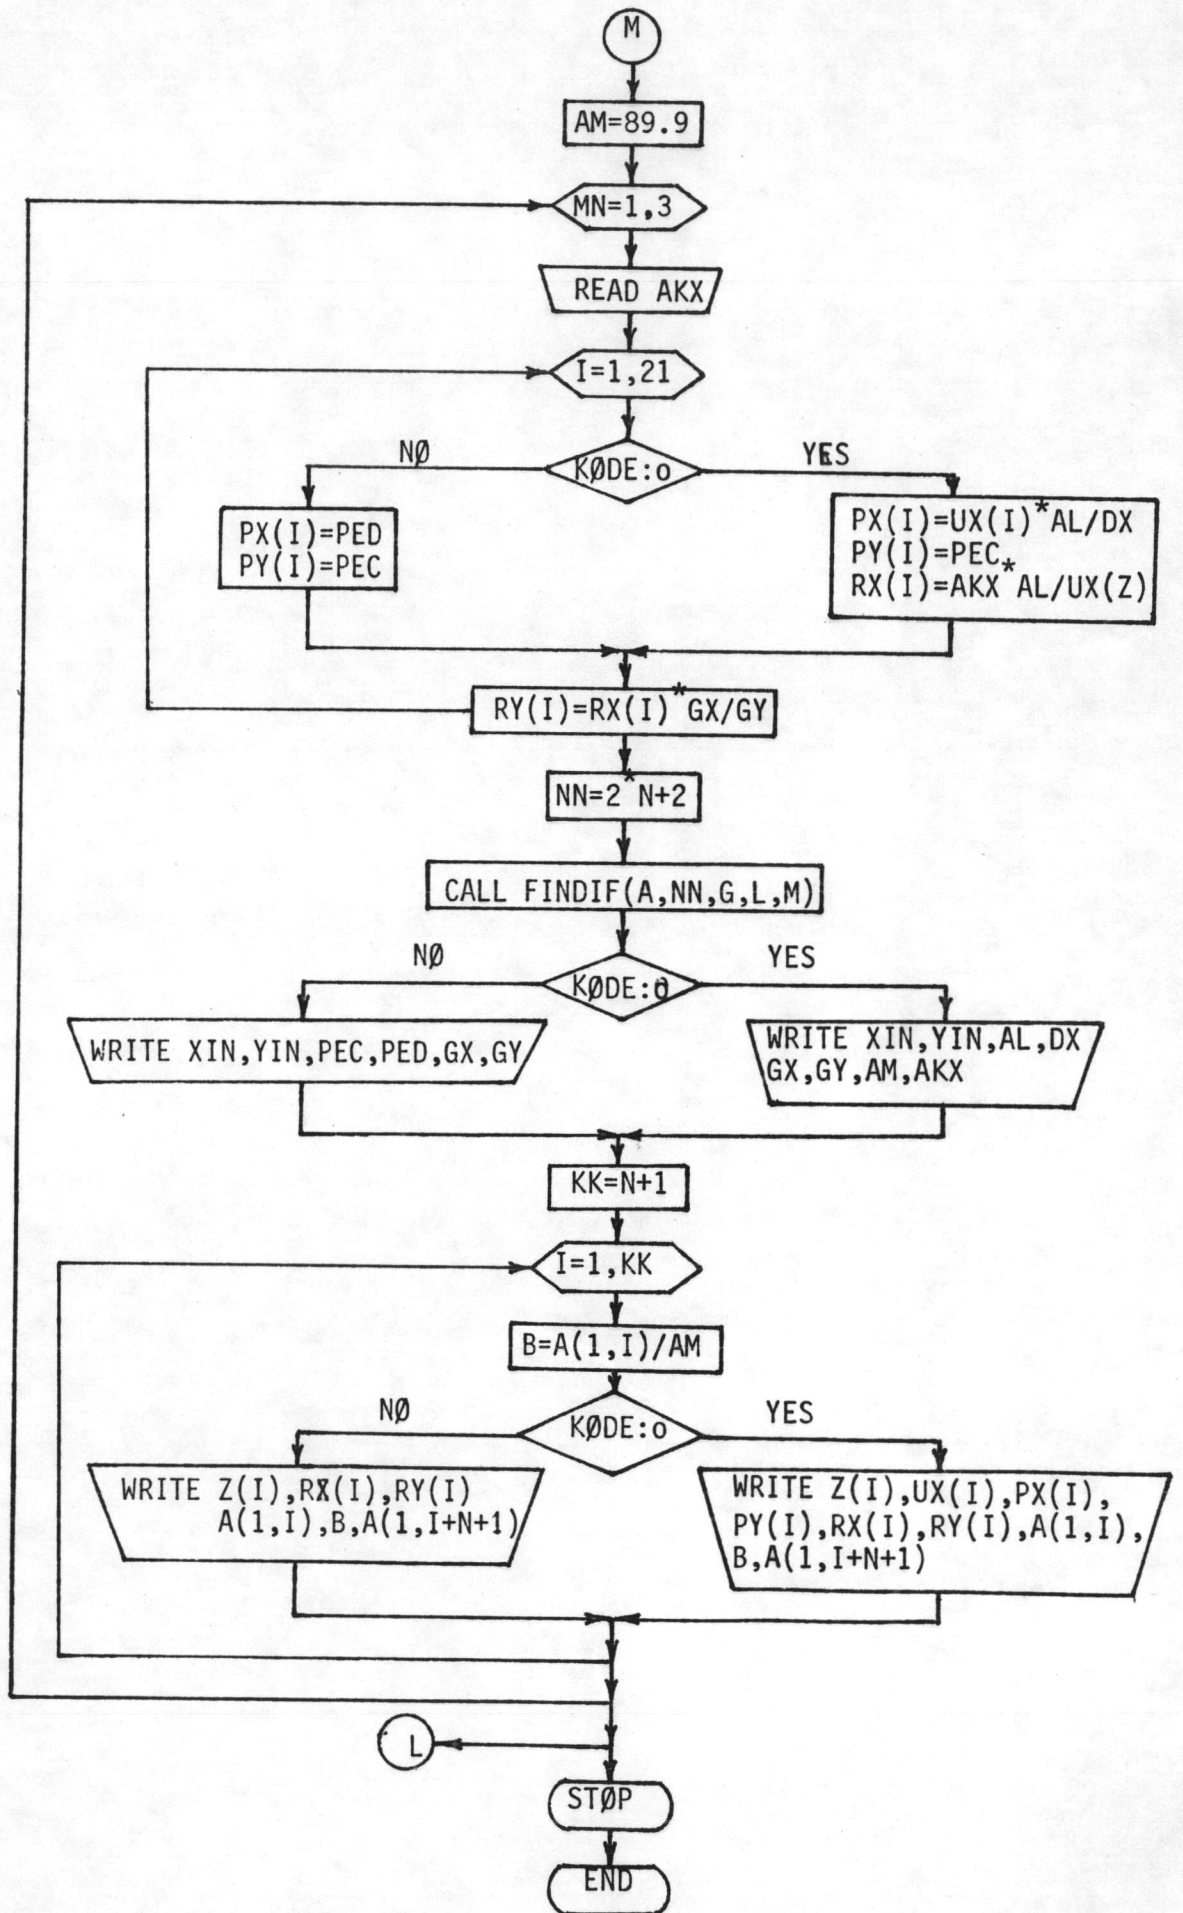 M
AM=89.9
MN=1,3
READ AKX
I=1,21
NØ
KØDE:o
YES
PX(I)=PED
PY(I)=PEC
PX(I)=UX(I)*AL/DX
PY(I)=PEC
RX(I)=AKX*AL/UX(Z)
RY(I)=RX(I)*GX/GY
NN=2*N+2
CALL FINDIF(A,NN,G,L,M)
NØ
KØDE:o
YES
WRITE XIN,YIN,PEC,PED,GX,GY
WRITE XIN,YIN,AL,DX
GX,GY,AM,AKX
KK=N+1
I=1,KK
B=A(1,I)/AM
NØ
KØDE:o
YES
WRITE Z(I),RX(I),RY(I)
A(1,I),B,A(1,I+N+1)
WRITE Z(I),UX(I),PX(I),
PY(I),RX(I),RY(I),A(1,I),
B,A(1,I+N+1)
L
STØP
END